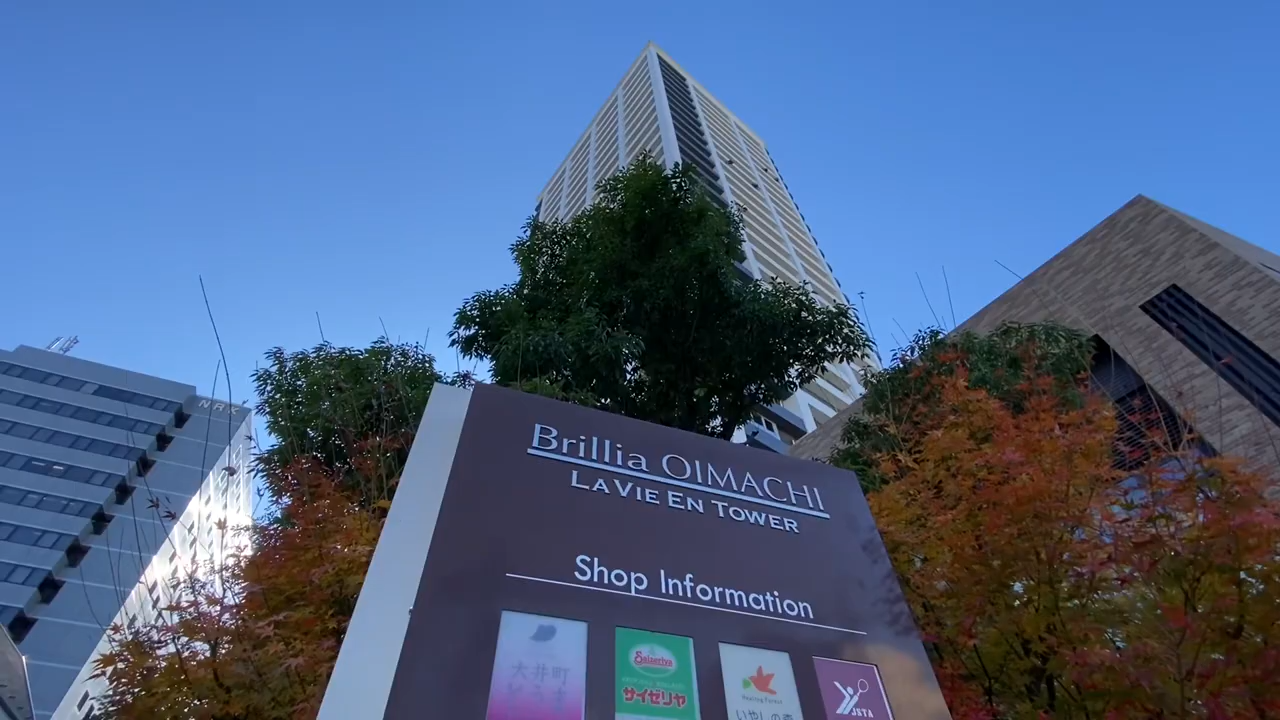 NRK
Brillia OIMACHI
LA VIE EN TOWER
Shop Information
大井町
Saizeriya
サイゼリヤ
Healing Forest
いやしの森
JSTA